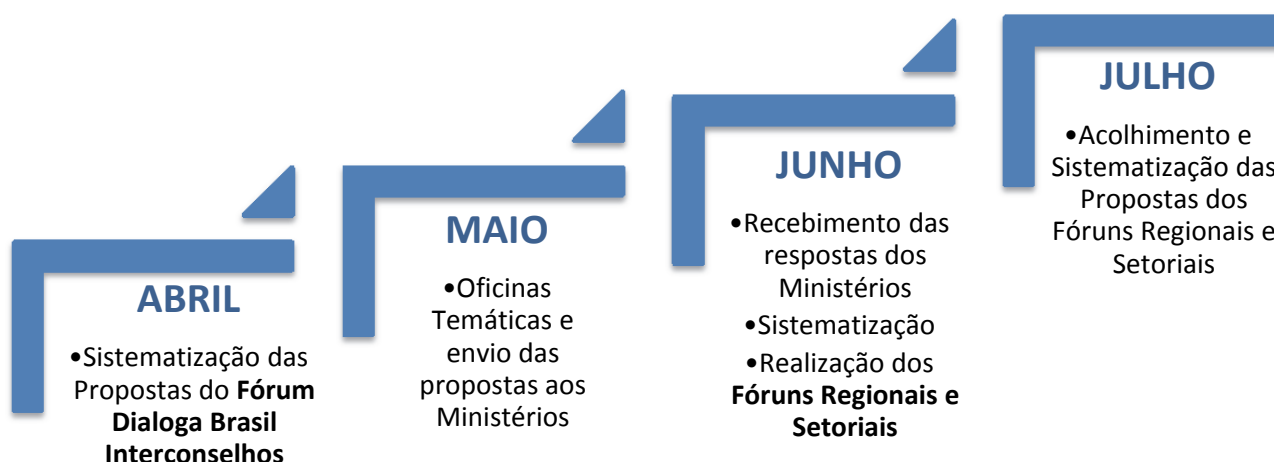 ABRIL
•Sistematização das
Propostas do Fórum
Dialoga Brasil
Interconselhos
MAIO
•Oficinas
Temáticas e
envio das
propostas aos
Ministérios
JUNHO
•Recebimento das
respostas dos
Ministérios
•Sistematização
•Realização dos
Fóruns Regionais e
Setoriais
JULHO
•Acolhimento e
Sistematização das
Propostas dos
Fóruns Regionais e
Setoriais